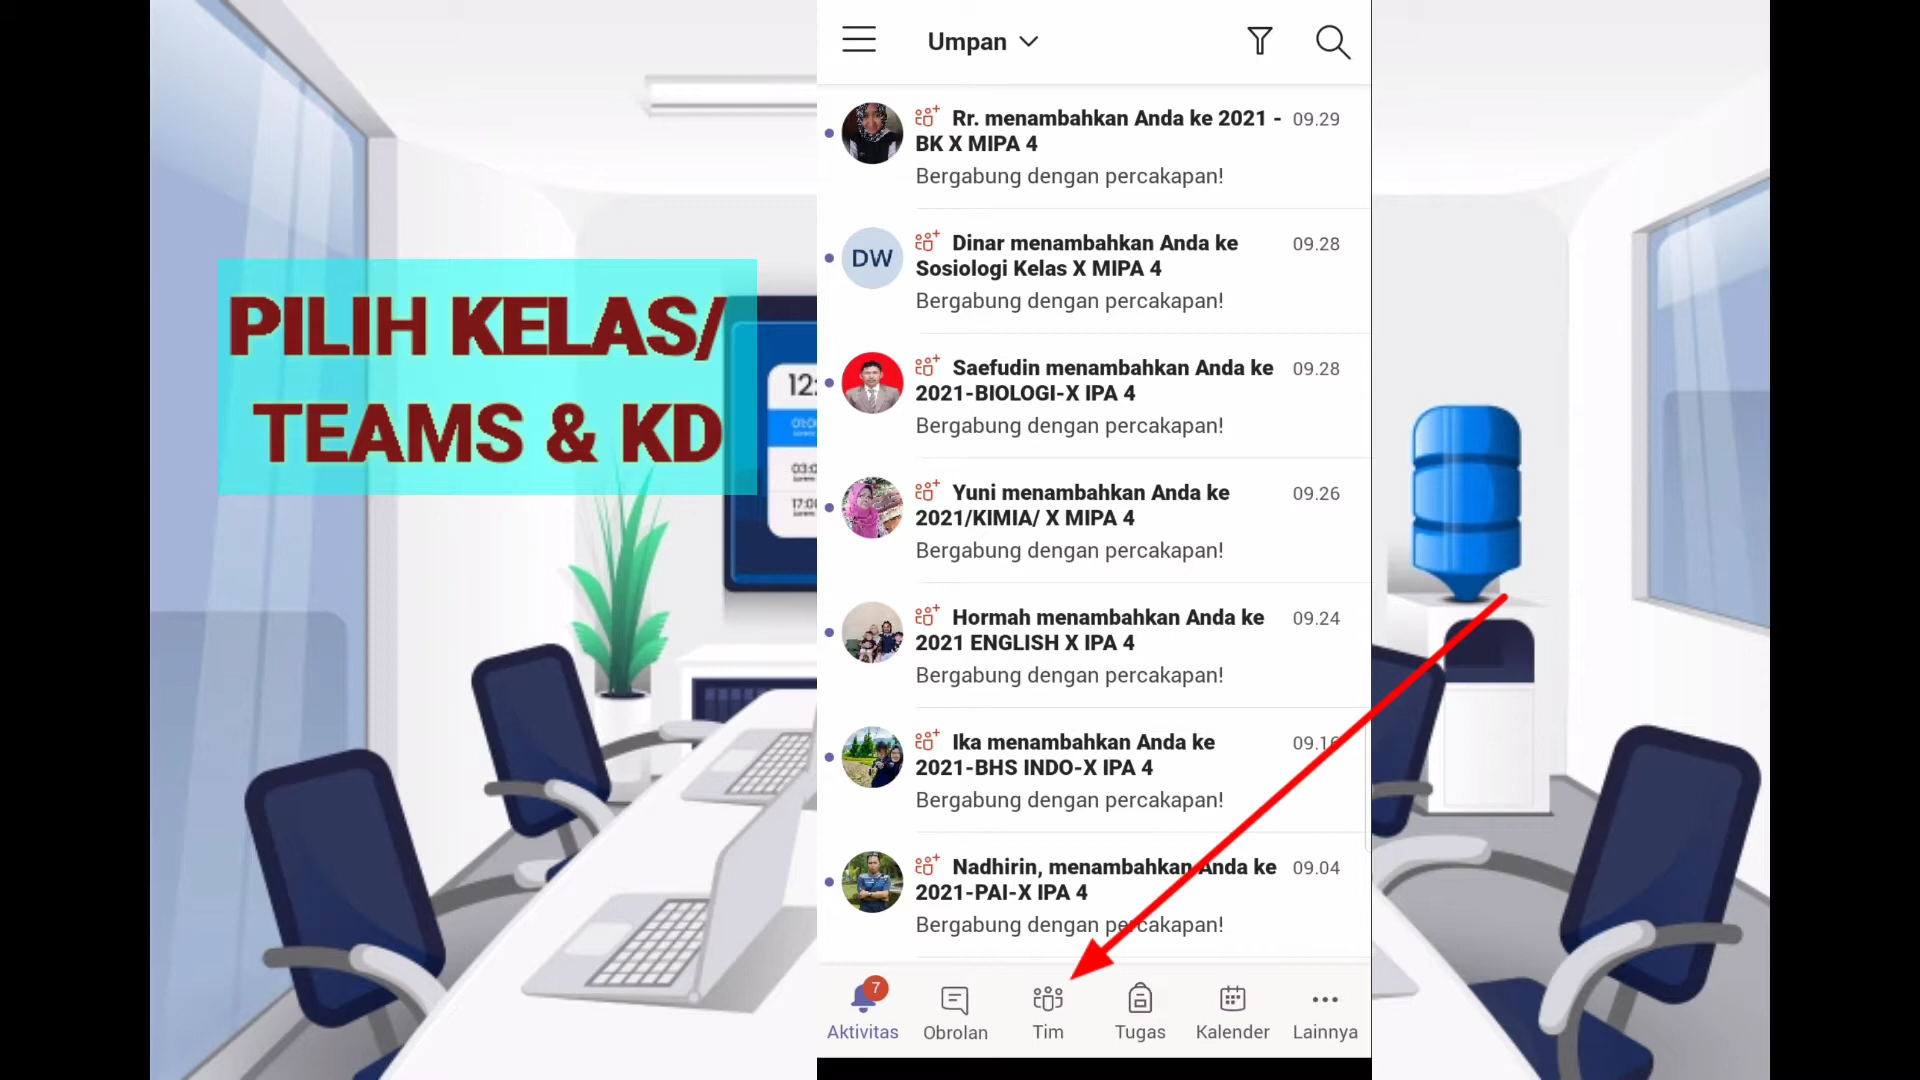 PILIH KELAS/
TEAMS & KD
12:
03:0
17:00
Umpan
Rr. menambahkan Anda ke 2021 -
BK X MIPA 4
09.29
Bergabung dengan percakapan!
DW
Dinar menambahkan Anda ke
Sosiologi Kelas X MIPA 4
09.28
Bergabung dengan percakapan!
Saefudin menambahkan Anda ke
2021-BIOLOGI-X IPA 4
09.28
Bergabung dengan percakapan!
Yuni menambahkan Anda ke
2021/KIMIA/ X MIPA 4
09.26
Bergabung dengan percakapan!
Hormah menambahkan Anda ke
2021 ENGLISH X IPA 4
09.24
Bergabung dengan percakapan!
Ika menambahkan Anda ke
2021-BHS INDO-X IPA 4
Bergabung dengan percakapan!
Nadhirin, menambahkan Anda ke
2021-PAI-X IPA 4
09.04
Bergabung dengan percakapan!
7
Aktivitas
Obrolan
Tim
Tugas
Kalender
Lainnya